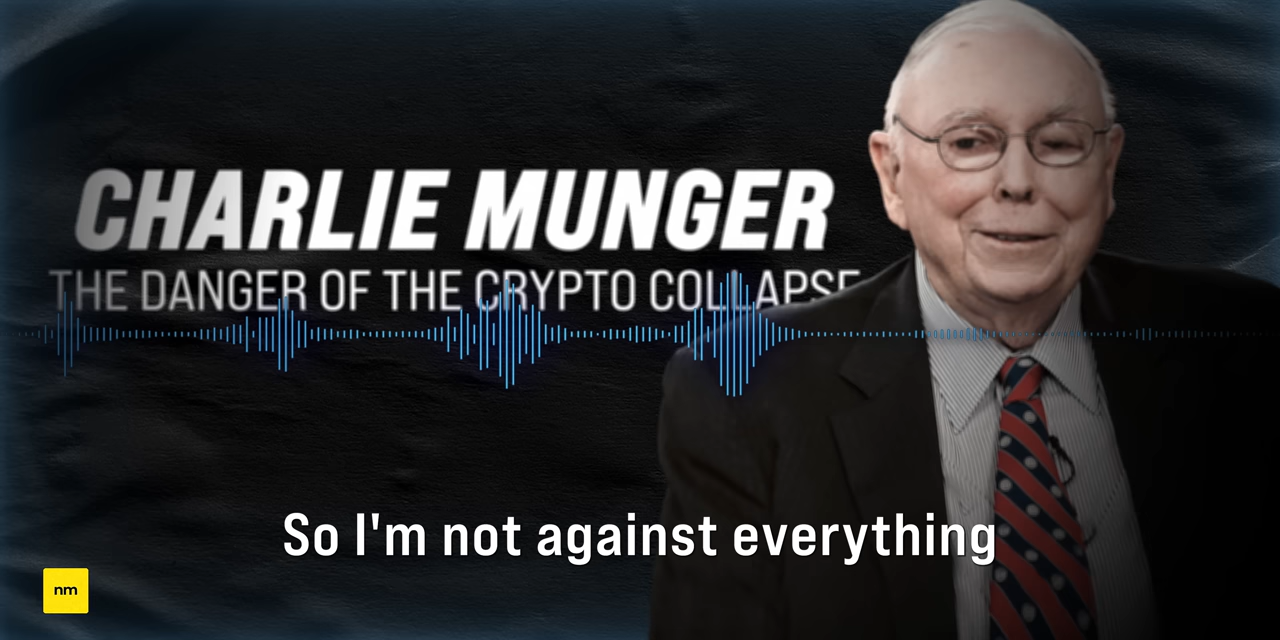 CHARLIE MUNGER
THE DANGER OF THE CRYPTO COLLAPSE
So I'm not against everything
nm